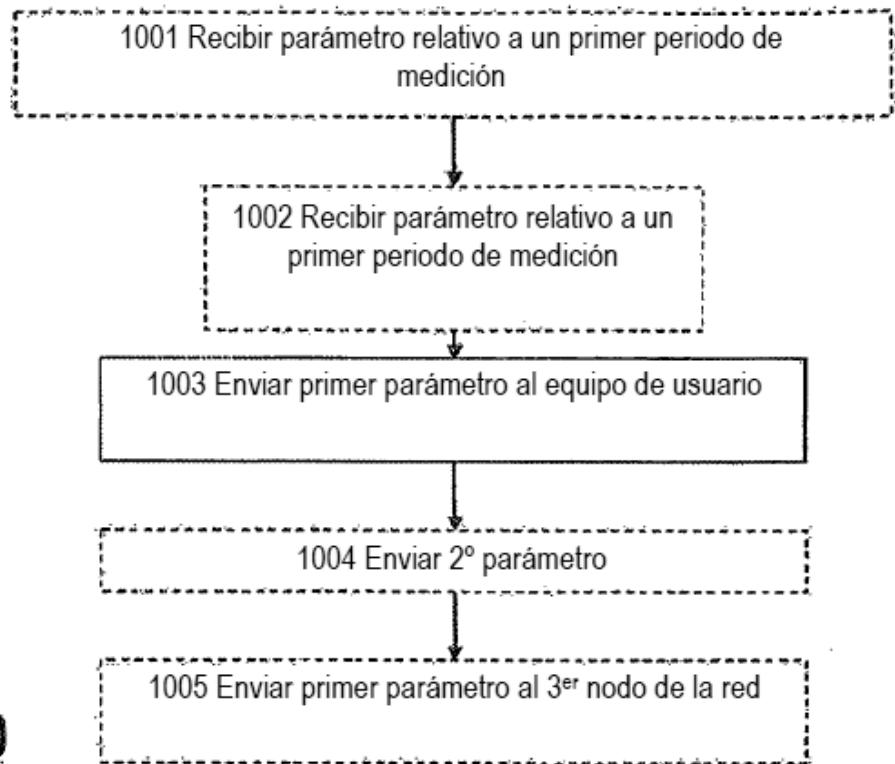 1001 Recibir parámetro relativo a un primer periodo de
medición
1002 Recibir parámetro relativo a un
primer periodo de medición
1003 Enviar primer parámetro al equipo de usuario
1004 Enviar 2º parámetro
1005 Enviar primer parámetro al 3er nodo de la red